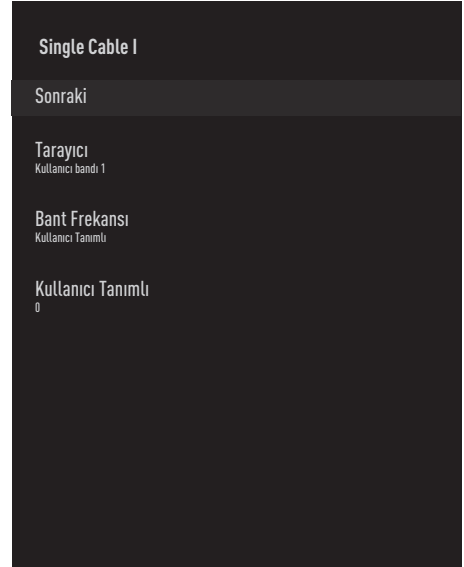 Single Cable I
Sonraki
Tarayıcı
Kullanıcı bandı 1
Bant Frekansı
Kullanıcı Tanımlı
Kullanıcı Tanımlı
0